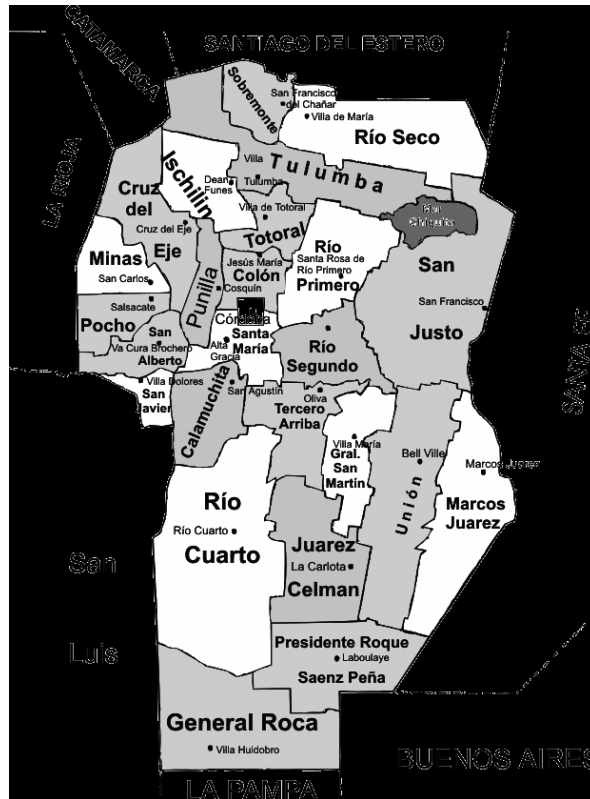 CATAMARCA
SANTIAGO DEL ESTERO
LA RIOJA
Sobremonte
San Francisco
del Chañar
Villa de María
Río Seco
Ischilín
Dean
Funes
Villa
Tulumba
Tulumba
Cruz
del
Eje
Cruz del Eje
Villa de Totoral
Totoral
Mar
Chiquita
Minas
San Carlos
Punilla
Cosquín
Jesús María
Colón
Río
Santa Rosa de
Río Primero
Primero
San
San Francisco
Justo
Salsacate
Pocho
San
Va Cura Brochero
Alberto
Córdoba
Santa
María
Alta
Gracia
Río
Segundo
SANTA FE
Villa Dolores
San
Javier
Calamuchita
San Agustín
Oliva
Tercero
Arriba
Villa María
Gral.
San
Martín
Bell Ville
Unión
Marcos Juarez
Marcos
Juarez
Río
Río Cuarto
Cuarto
Juarez
La Carlota
Celman
San
Luis
Presidente Roque
Laboulaye
Saenz Peña
General Roca
Villa Huidobro
BUENOS AIRES
LA PAMPA